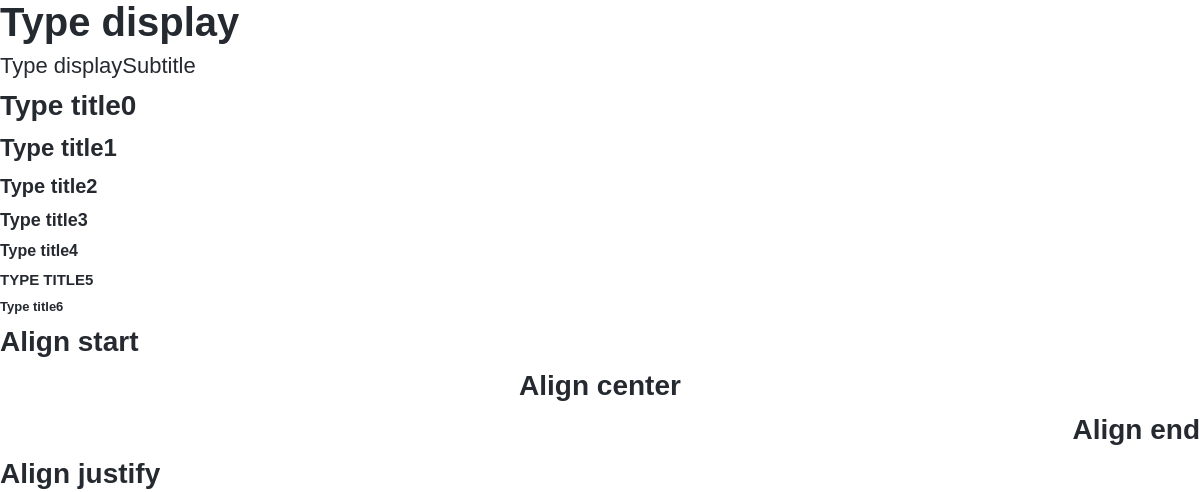 Type display
Type displaySubtitle
Type title0
Type title1
Type title2
Type title3
Type title4
TYPE TITLE5
Type title6
Align start
Align center
Align end
Align justify